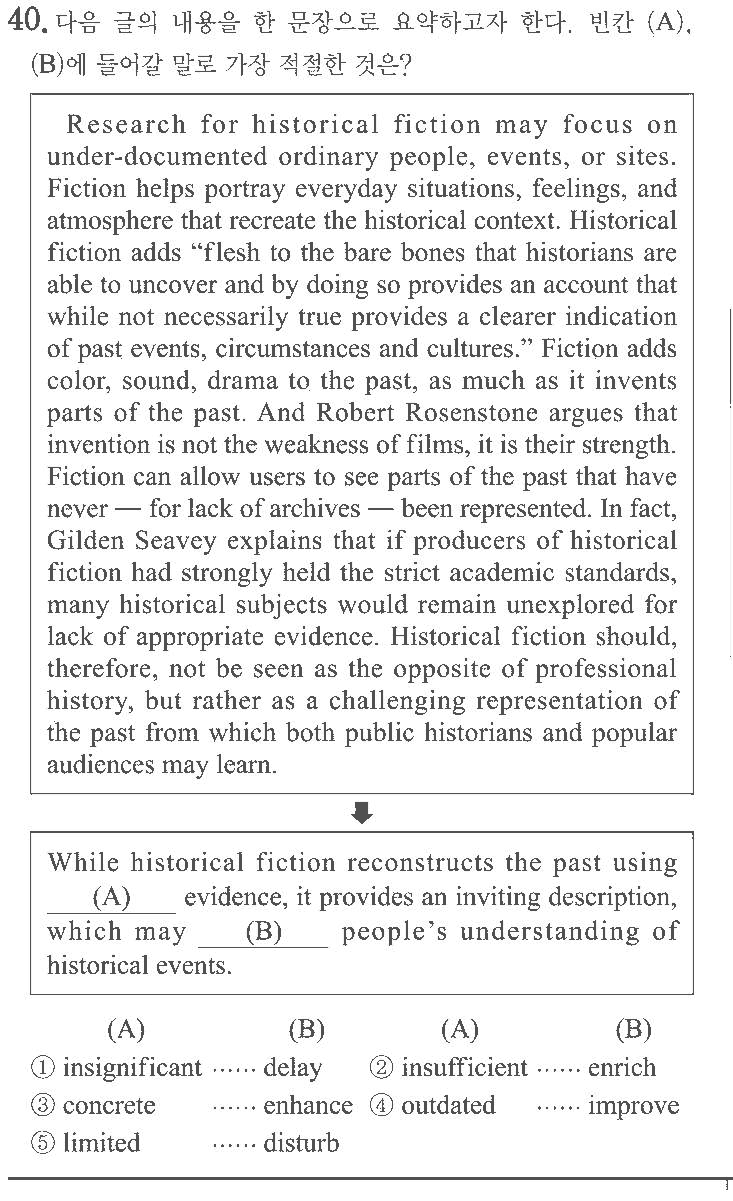 40. 다음 글의 내용을 한 문장으로 요약하고자 한다. 빈칸 (A),
(B)에 들어갈 말로 가장 적절한 것은?
Research for historical fiction may focus on
under-documented ordinary people, events, or sites.
Fiction helps portray everyday situations, feelings, and
atmosphere that recreate the historical context. Historical
fiction adds “flesh to the bare bones that historians are
able to uncover and by doing so provides an account that
while not necessarily true provides a clearer indication
of past events, circumstances and cultures.” Fiction adds
color, sound, drama to the past, as much as it invents
parts of the past. And Robert Rosenstone argues that
invention is not the weakness of films, it is their strength.
Fiction can allow users to see parts of the past that have
never — for lack of archives — been represented. In fact,
Gilden Seavey explains that if producers of historical
fiction had strongly held the strict academic standards,
many historical subjects would remain unexplored for
lack of appropriate evidence. Historical fiction should,
therefore, not be seen as the opposite of professional
history, but rather as a challenging representation of
the past from which both public historians and popular
audiences may learn.
While historical fiction reconstructs the past using
(A) evidence, it provides an inviting description,
which may (B) people’s understanding of
historical events.
(A) (B) (A) (B)
① insignificant ······ delay ② insufficient ······ enrich
③ concrete ······ enhance ④ outdated ······ improve
⑤ limited ······ disturb